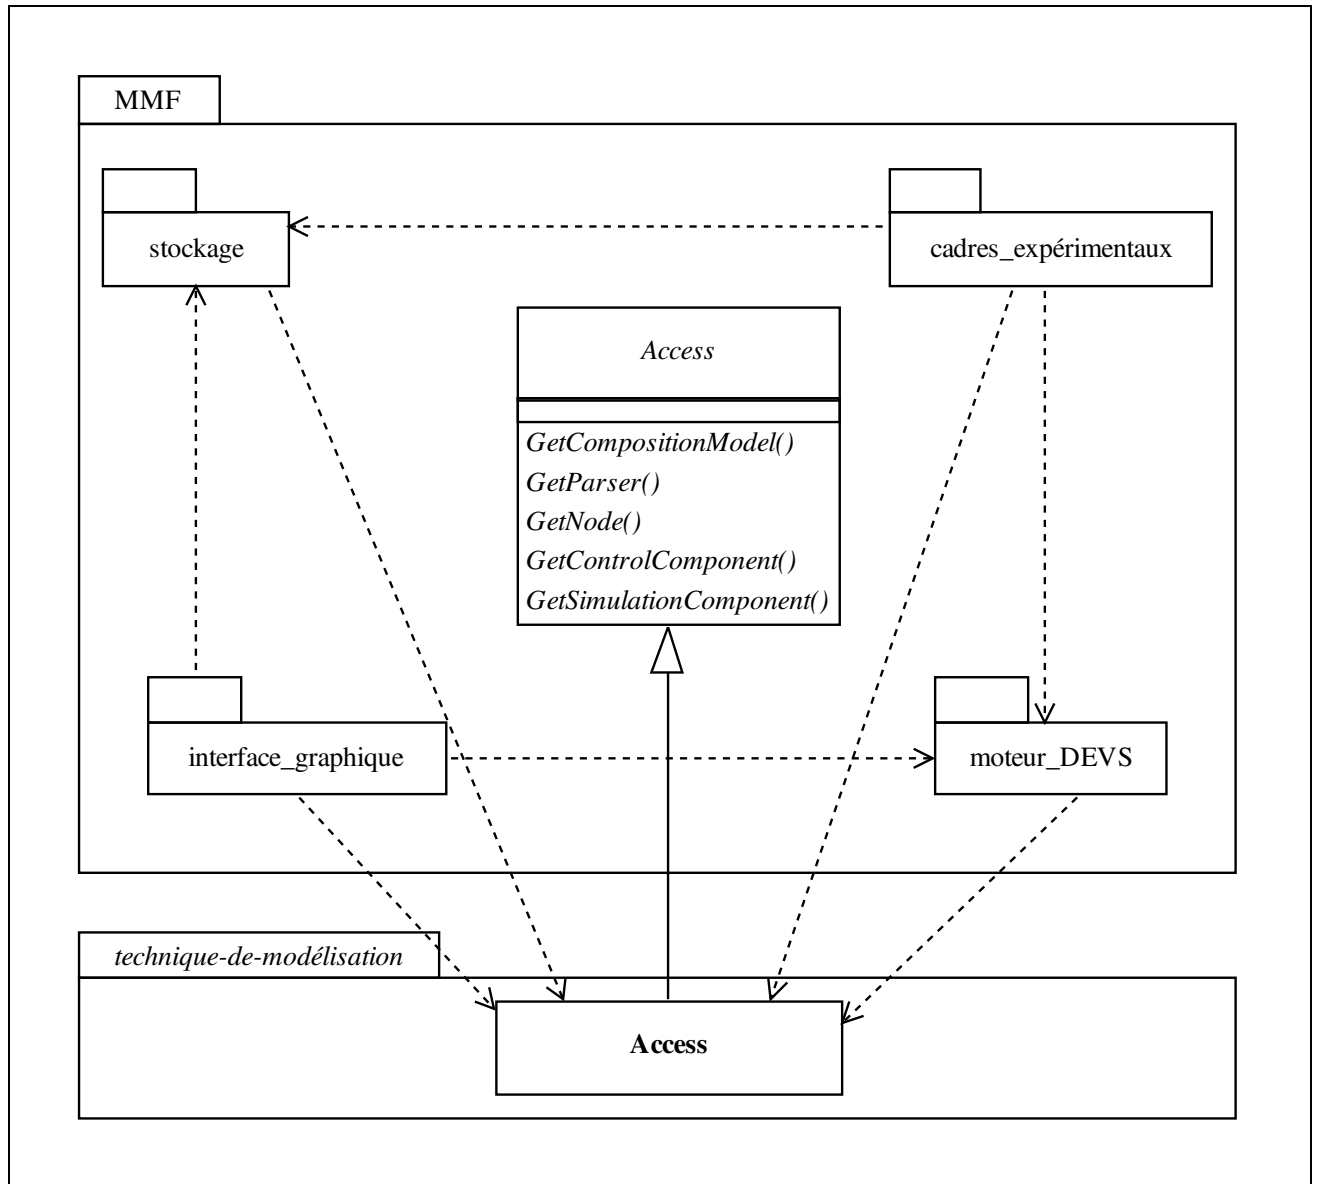 MMF
stockage
cadres_expérimentaux
Access
GetCompositionModel()
GetParser()
GetNode()
GetControlComponent()
GetSimulationComponent()
interface_graphique
moteur_DEVS
technique-de-modélisation
Access